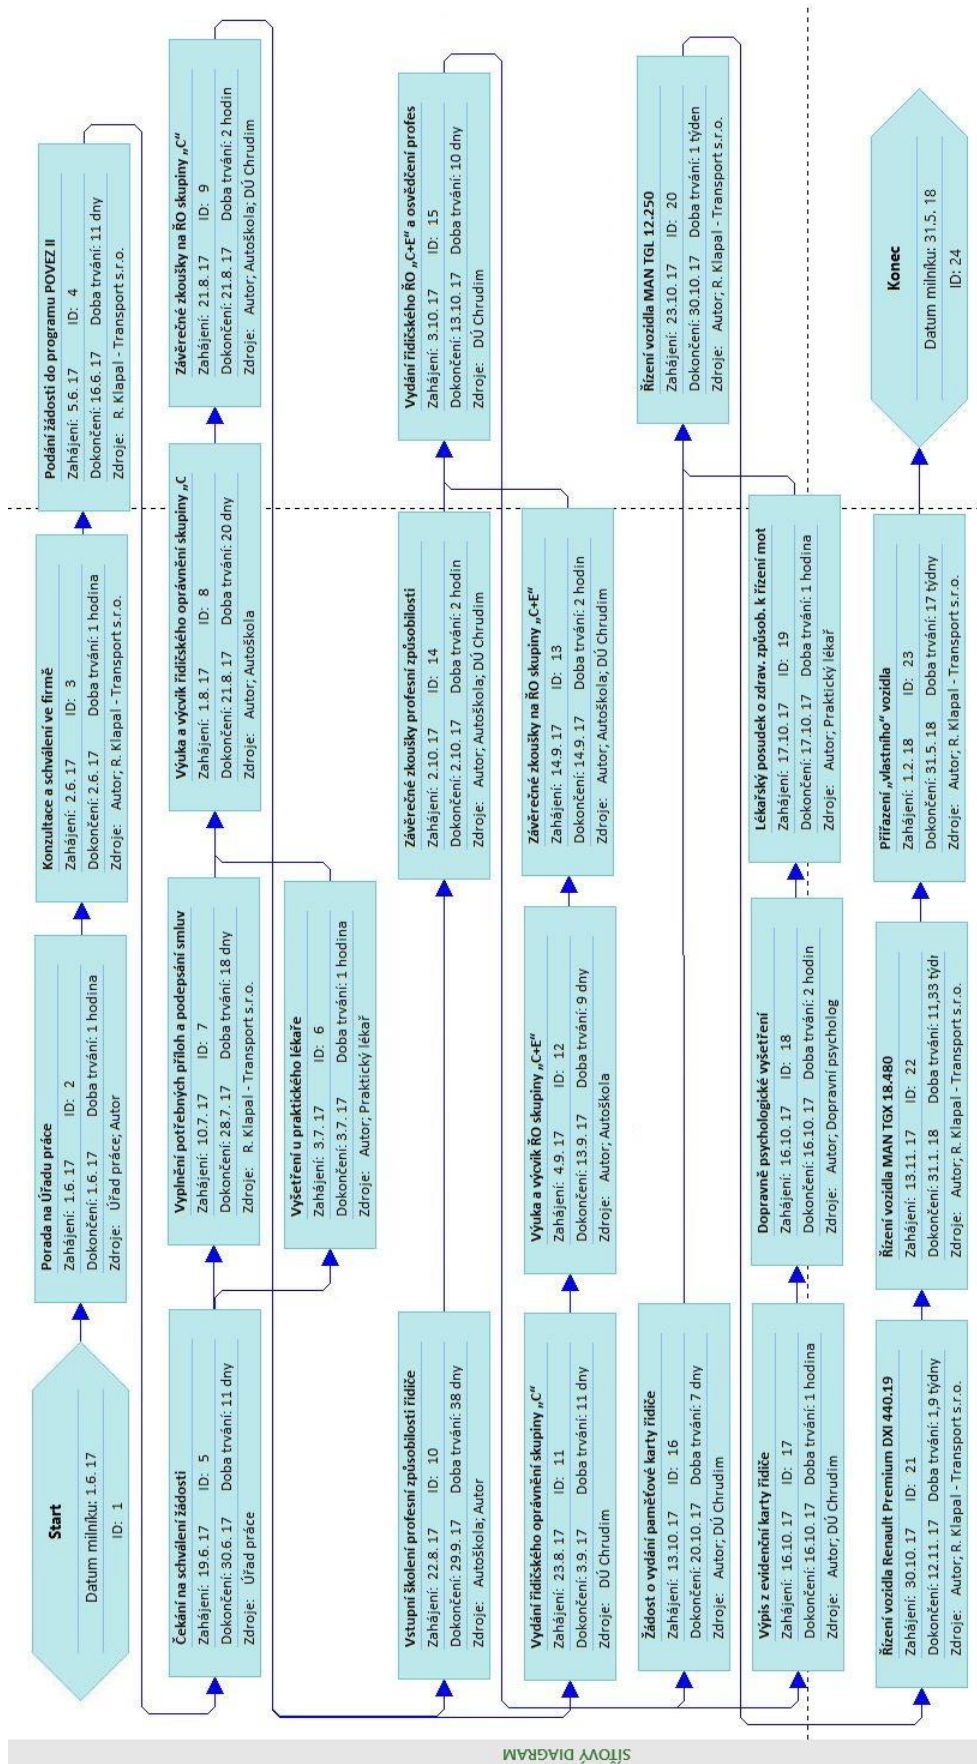 SÍŤOVÝ DIAGRAM
Start
Datum milníku: 1.6. 17
ID: 1
Porada na Úřadu práce
Zahájení: 1.6. 17 ID: 2
Dokončení: 1.6. 17 Doba trvání: 1 hodina
Zdroje: Úřad práce; Autor
Konzultace a schválení ve firmě
Zahájení: 2.6. 17 ID: 3
Dokončení: 2.6. 17 Doba trvání: 1 hodina
Zdroje: Autor; R. Klapal - Transport s.r.o.
Podání žádosti do programu POVEZ II
Zahájení: 5.6. 17 ID: 4
Dokončení: 16.6. 17 Doba trvání: 11 dny
Zdroje: R. Klapal - Transport s.r.o.
Čekání na schválení žádosti
Zahájení: 19.6. 17 ID: 5
Dokončení: 30.6. 17 Doba trvání: 11 dny
Zdroje: Úřad práce
Vyplnění potřebných příloh a podepsání smluv
Zahájení: 10.7. 17 ID: 7
Dokončení: 28.7. 17 Doba trvání: 18 dny
Zdroje: R. Klapal - Transport s.r.o.
Výuka a výcvik řidičského oprávnění skupiny „C
Zahájení: 1.8. 17 ID: 8
Dokončení: 21.8. 17 Doba trvání: 20 dny
Zdroje: Autor; Autoškola
Závěrečné zkoušky na ŘO skupiny „C“
Zahájení: 21.8. 17 ID: 9
Dokončení: 21.8. 17 Doba trvání: 2 hodin
Zdroje: Autor; Autoškola; DÚ Chrudim
Vyšetření u praktického lékaře
Zahájení: 3.7. 17 ID: 6
Dokončení: 3.7. 17 Doba trvání: 1 hodina
Zdroje: Autor; Praktický lékař
Vstupní školení profesní způsobilosti řidiče
Zahájení: 22.8. 17 ID: 10
Dokončení: 29.9. 17 Doba trvání: 38 dny
Zdroje: Autoškola; Autor
Závěrečné zkoušky profesní způsobilosti
Zahájení: 2.10. 17 ID: 14
Dokončení: 2.10. 17 Doba trvání: 2 hodin
Zdroje: Autor; Autoškola; DÚ Chrudim
Vydání řidičského ŘO „C+E“ a osvědčení profes
Zahájení: 3.10. 17 ID: 15
Dokončení: 13.10. 17 Doba trvání: 10 dny
Zdroje: DÚ Chrudim
Vydání řidičského oprávnění skupiny „C“
Zahájení: 23.8. 17 ID: 11
Dokončení: 3.9. 17 Doba trvání: 11 dny
Zdroje: DÚ Chrudim
Výuka a výcvik ŘO skupiny „C+E“
Zahájení: 4.9. 17 ID: 12
Dokončení: 13.9. 17 Doba trvání: 9 dny
Zdroje: Autor; Autoškola
Závěrečné zkoušky na ŘO skupiny „C+E“
Zahájení: 14.9. 17 ID: 13
Dokončení: 14.9. 17 Doba trvání: 2 hodin
Zdroje: Autor; Autoškola; DÚ Chrudim
Žádost o vydání paměťové karty řidiče
Zahájení: 13.10. 17 ID: 16
Dokončení: 20.10. 17 Doba trvání: 7 dny
Zdroje: Autor; DÚ Chrudim
Řízení vozidla MAN TGL 12.250
Zahájení: 23.10. 17 ID: 20
Dokončení: 30.10. 17 Doba trvání: 1 týden
Zdroje: Autor; R. Klapal - Transport s.r.o.
Výpis z evidenční karty řidiče
Zahájení: 16.10. 17 ID: 17
Dokončení: 16.10. 17 Doba trvání: 1 hodina
Zdroje: Autor; DÚ Chrudim
Dopravně psychologické vyšetření
Zahájení: 16.10. 17 ID: 18
Dokončení: 16.10. 17 Doba trvání: 2 hodin
Zdroje: Autor; Dopravní psycholog
Lékařský posudek o zdrav. způsob. k řízení mot
Zahájení: 17.10. 17 ID: 19
Dokončení: 17.10. 17 Doba trvání: 1 hodina
Zdroje: Autor; Praktický lékař
Řízení vozidla Renault Premium DXI 440.19
Zahájení: 30.10. 17 ID: 21
Dokončení: 12.11. 17 Doba trvání: 1,9 týdny
Zdroje: Autor; R. Klapal - Transport s.r.o.
Řízení vozidla MAN TGX 18.480
Zahájení: 13.11. 17 ID: 22
Dokončení: 31.1. 18 Doba trvání: 11,33 týdr
Zdroje: Autor; R. Klapal - Transport s.r.o.
Přiřazení „vlastního“ vozidla
Zahájení: 1.2. 18 ID: 23
Dokončení: 31.5. 18 Doba trvání: 17 týdny
Zdroje: Autor; R. Klapal - Transport s.r.o.
Konec
Datum milníku: 31.5. 18
ID: 24